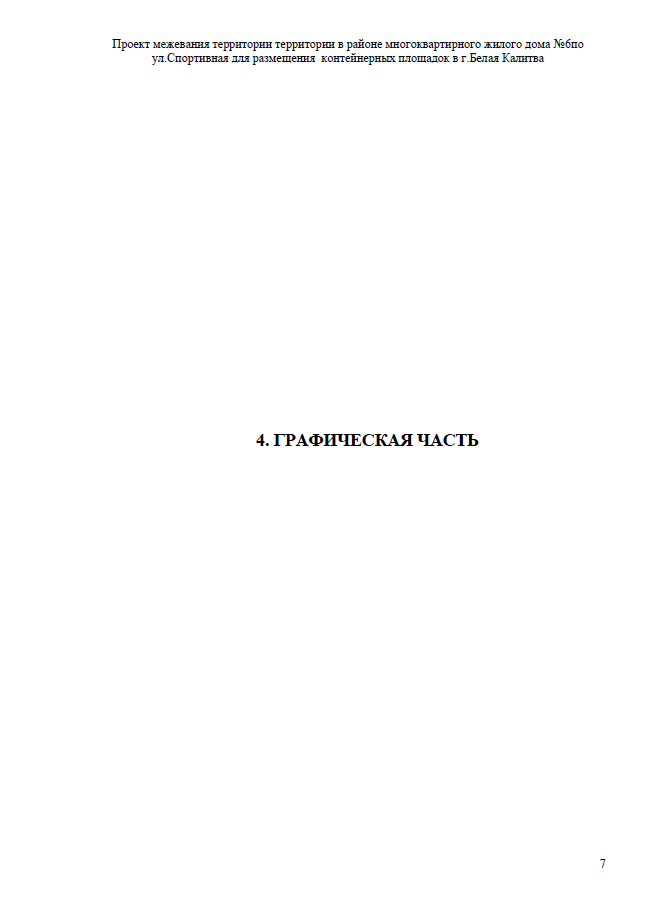 Проект межевания территории территории в районе многоквартирного жилого дома №6по
ул.Спортивная для размещения  контейнерных площадок в г.Белая Калитва
4. ГРАФИЧЕСКАЯ ЧАСТЬ
7